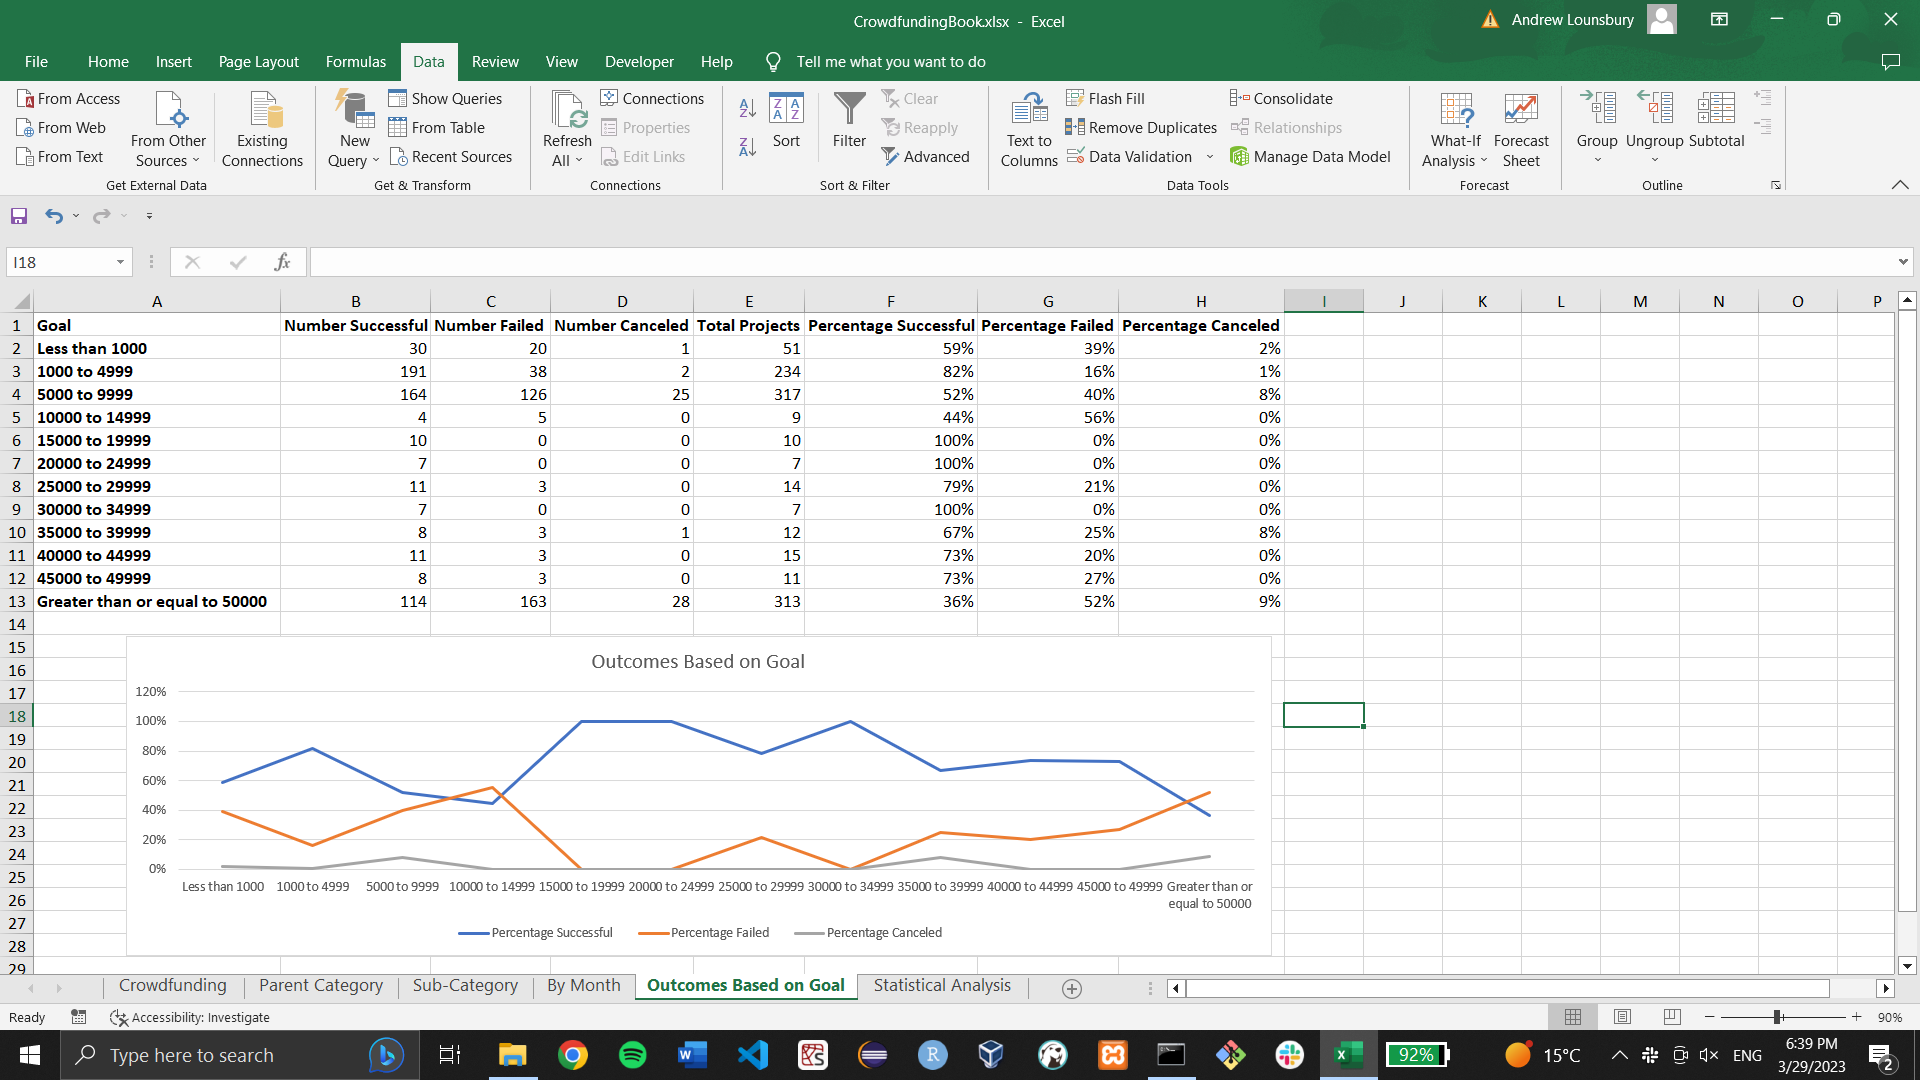 CrowdfundingBook.xlsx - Excel
Andrew Lounsbury
File Home Insert Page Layout Formulas Data Review View Developer Help Tell me what you want to do
From Access
From Web
From Text
From Other Sources
Existing Connections
Get External Data
New Query
Show Queries
From Table
Recent Sources
Get & Transform
Refresh All
Connections
Properties
Edit Links
Connections
Sort
Filter
Clear
Reapply
Advanced
Sort & Filter
Text to Columns
Flash Fill
Remove Duplicates
Data Validation
Consolidate
Relationships
Manage Data Model
Data Tools
What-If Analysis
Forecast Sheet
Forecast
Group
Ungroup
Subtotal
Outline
I18
fx
A B C D E F G H I J K L M N O P
1 Goal Number Successful Number Failed Number Canceled Total Projects Percentage Successful Percentage Failed Percentage Canceled
2 Less than 1000 30 20 1 51 59% 39% 2%
3 1000 to 4999 191 38 2 234 82% 16% 1%
4 5000 to 9999 164 126 25 317 52% 40% 8%
5 10000 to 14999 4 5 0 9 44% 56% 0%
6 15000 to 19999 10 0 0 10 100% 0% 0%
7 20000 to 24999 7 0 0 7 100% 0% 0%
8 25000 to 29999 11 3 0 14 79% 21% 0%
9 30000 to 34999 7 0 0 7 100% 0% 0%
10 35000 to 39999 8 3 1 12 67% 25% 8%
11 40000 to 44999 11 3 0 15 73% 20% 0%
12 45000 to 49999 8 3 0 11 73% 27% 0%
13 Greater than or equal to 50000 114 163 28 313 36% 52% 9%
14
15
16
17
18
19
20
21
22
23
24
25
26
27
28
29
Outcomes Based on Goal
120%
100%
80%
60%
40%
20%
0%
Less than 1000 1000 to 4999 5000 to 9999 10000 to 14999 15000 to 19999 20000 to 24999 25000 to 29999 30000 to 34999 35000 to 39999 40000 to 44999 45000 to 49999 Greater than or
equal to 50000
Percentage Successful Percentage Failed Percentage Canceled
Crowdfunding Parent Category Sub-Category By Month Outcomes Based on Goal Statistical Analysis
Ready Accessibility: Investigate 90%
Type here to search
92%
15°C
ENG
6:39 PM
3/29/2023
2